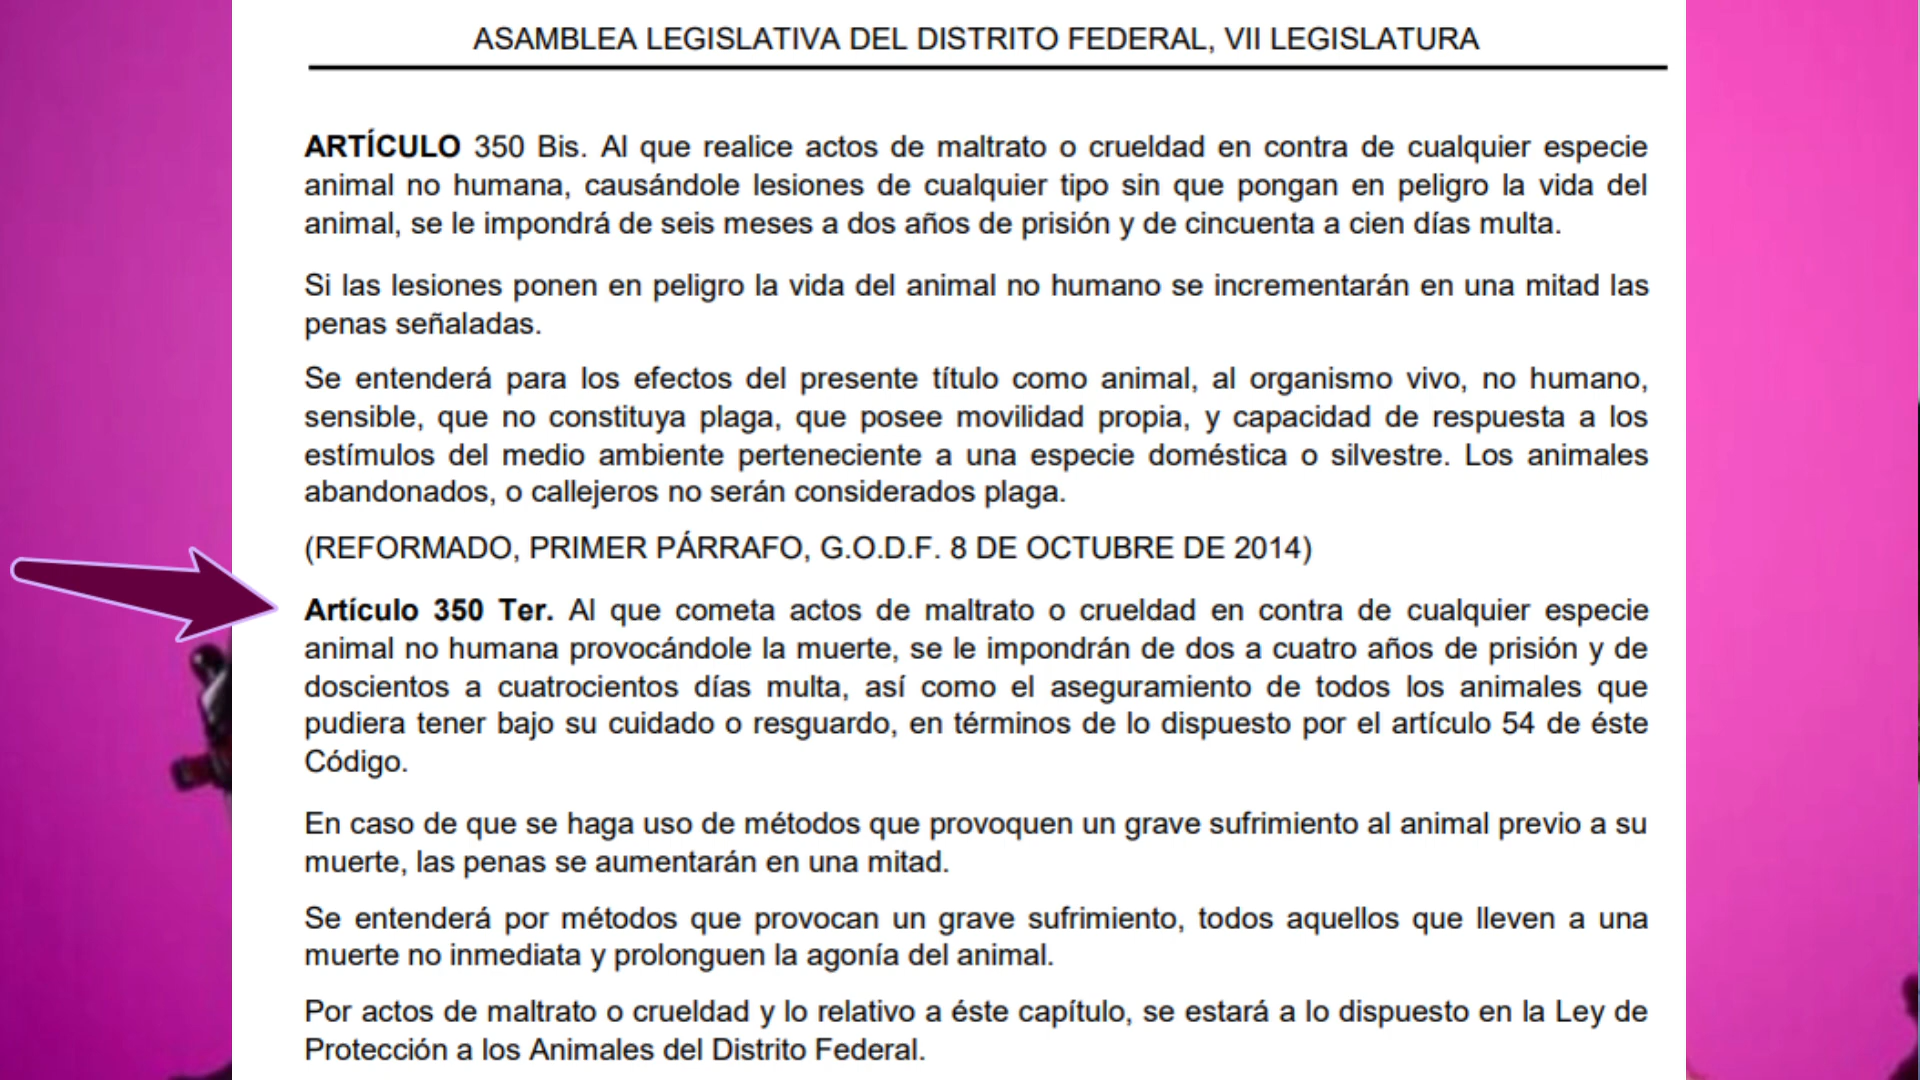 ASAMBLEA LEGISLATIVA DEL DISTRITO FEDERAL, VII LEGISLATURA
ARTÍCULO 350 Bis. Al que realice actos de maltrato o crueldad en contra de cualquier especie
animal no humana, causándole lesiones de cualquier tipo sin que pongan en peligro la vida del
animal, se le impondrá de seis meses a dos años de prisión y de cincuenta a cien días multa.
Si las lesiones ponen en peligro la vida del animal no humano se incrementarán en una mitad las
penas señaladas.
Se entenderá para los efectos del presente título como animal, al organismo vivo, no humano,
sensible, que no constituya plaga, que posee movilidad propia, y capacidad de respuesta a los
estímulos del medio ambiente perteneciente a una especie doméstica o silvestre. Los animales
abandonados, o callejeros no serán considerados plaga.
(REFORMADO, PRIMER PÁRRAFO, G.O.D.F. 8 DE OCTUBRE DE 2014)
Artículo 350 Ter. Al que cometa actos de maltrato o crueldad en contra de cualquier especie
animal no humana provocándole la muerte, se le impondrán de dos a cuatro años de prisión y de
doscientos a cuatrocientos días multa, así como el aseguramiento de todos los animales que
pudiera tener bajo su cuidado o resguardo, en términos de lo dispuesto por el artículo 54 de éste
Código.
En caso de que se haga uso de métodos que provoquen un grave sufrimiento al animal previo a su
muerte, las penas se aumentarán en una mitad.
Se entenderá por métodos que provocan un grave sufrimiento, todos aquellos que lleven a una
muerte no inmediata y prolonguen la agonía del animal.
Por actos de maltrato o crueldad y lo relativo a éste capítulo, se estará a lo dispuesto en la Ley de
Protección a los Animales del Distrito Federal.